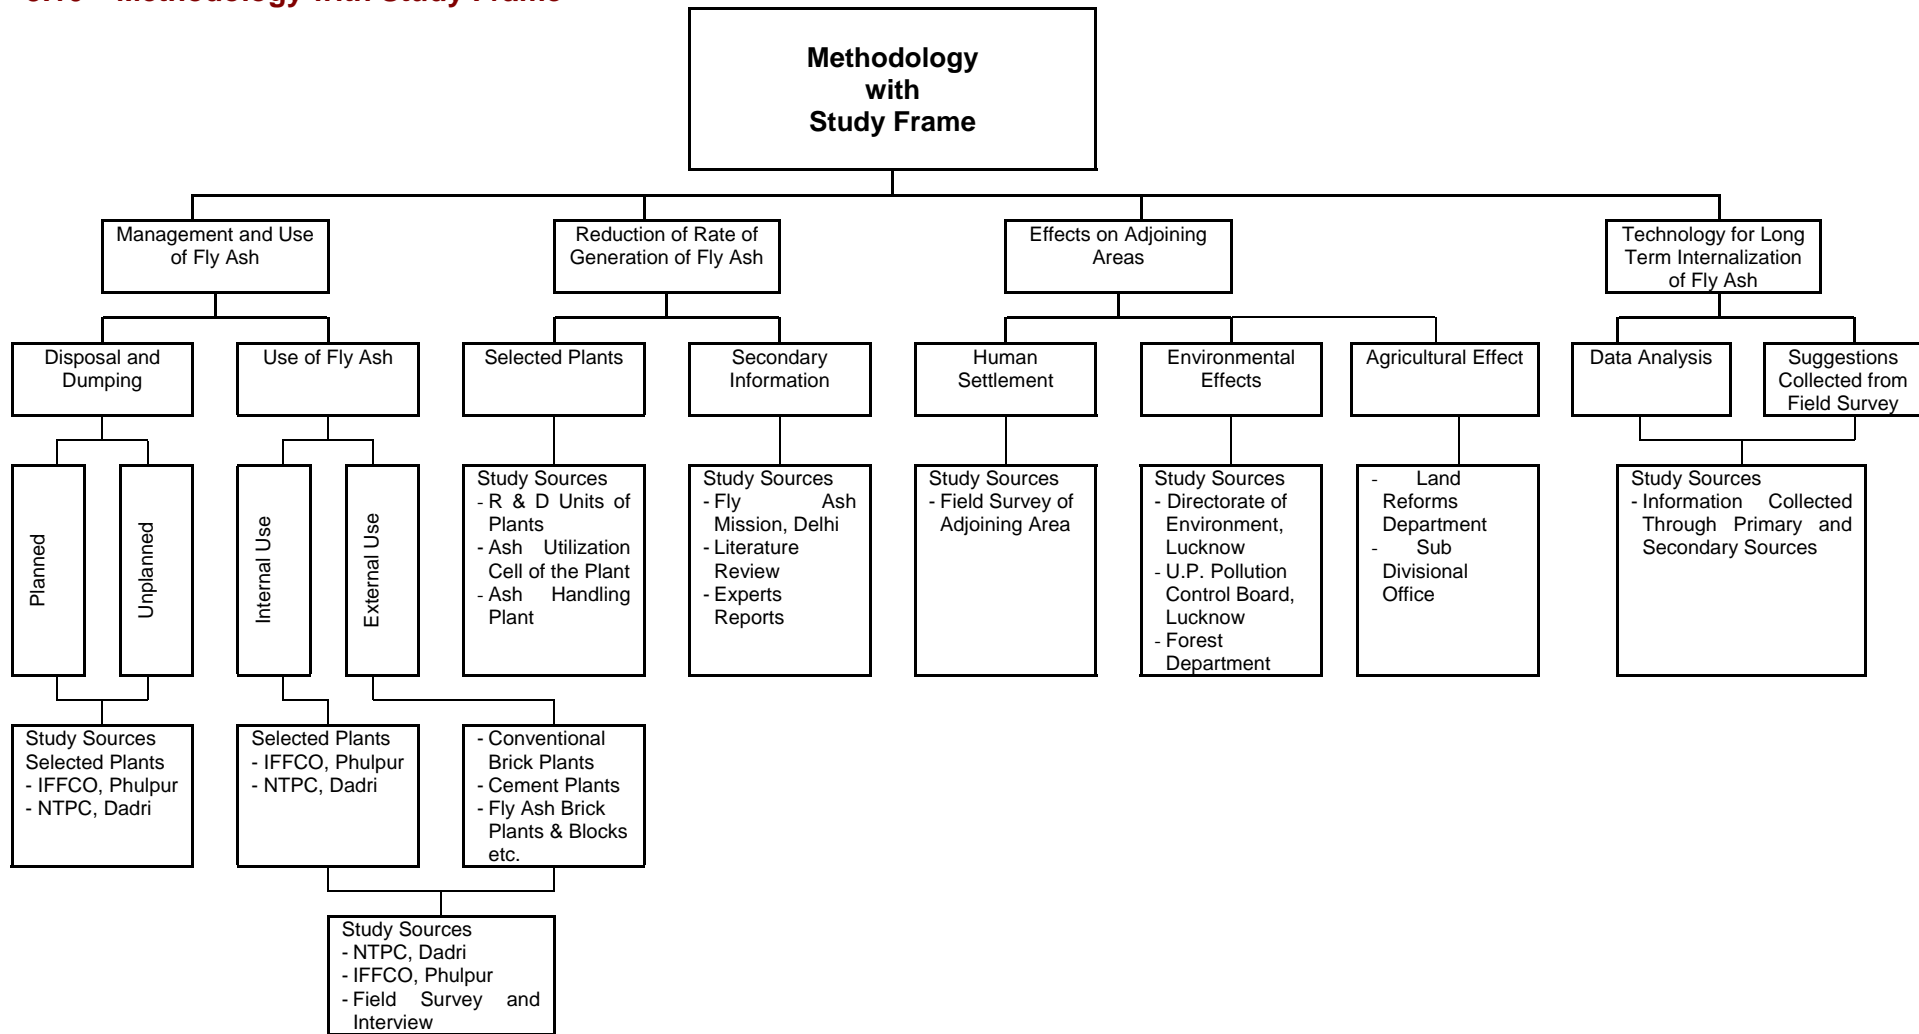 Methodology with Study Frame
Methodology
with
Study Frame
Management and Use
of Fly Ash
Reduction of Rate of
Generation of Fly Ash
Effects on Adjoining
Areas
Technology for Long
Term Internalization
of Fly Ash
Disposal and
Dumping
Use of Fly Ash
Selected Plants
Secondary
Information
Human
Settlement
Environmental
Effects
Agricultural Effect
Data Analysis
Suggestions
Collected from
Field Survey
Planned
Unplanned
Internal Use
External Use
Study Sources
- R & D Units of
Plants
- Ash Utilization
Cell of the Plant
- Ash Handling
Plant
Study Sources
- Fly Ash
Mission, Delhi
- Literature
Review
- Experts
Reports
Study Sources
- Field Survey of
Adjoining Area
Study Sources
- Directorate of
Environment,
Lucknow
- U.P. Pollution
Control Board,
Lucknow
- Forest
Department
- Land
Reforms
Department
- Sub
Divisional
Office
Study Sources
- Information Collected
Through Primary and
Secondary Sources
Study Sources
Selected Plants
- IFFCO, Phulpur
- NTPC, Dadri
Selected Plants
- IFFCO, Phulpur
- NTPC, Dadri
- Conventional
Brick Plants
- Cement Plants
- Fly Ash Brick
Plants & Blocks
etc.
Study Sources
- NTPC, Dadri
- IFFCO, Phulpur
- Field Survey and
Interview